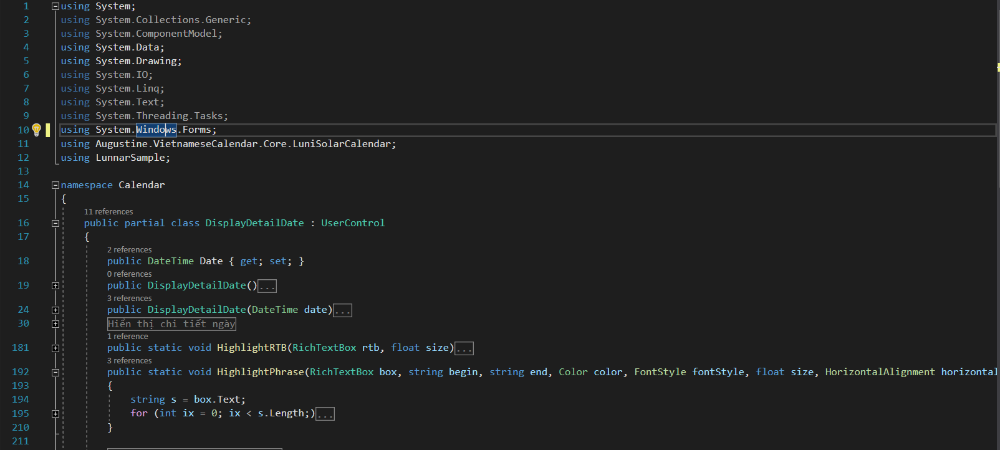 1 using System;
2 using System.Collections.Generic;
3 using System.ComponentModel;
4 using System.Data;
5 using System.Drawing;
6 using System.IO;
7 using System.Linq;
8 using System.Text;
9 using System.Threading.Tasks;
10 using System.Windows.Forms;
11 using Augustine.VietnameseCalendar.Core.LuniSolarCalendar;
12 using LunnarSample;
13
14 namespace Calendar
15 {
11 references
16 public partial class DisplayDetailDate : UserControl
17 {
2 references
18 public DateTime Date { get; set; }
0 references
19 public DisplayDetailDate()...
3 references
24 public DisplayDetailDate(DateTime date)...
30 Hiển thị chi tiết ngày
1 reference
181 public static void HighlightRTB(RichTextBox rtb, float size)...
3 references
192 public static void HighlightPhrase(RichTextBox box, string begin, string end, Color color, FontStyle fontStyle, float size, HorizontalAlignment horizontal
193 {
194 string s = box.Text;
195 for (int ix = 0; ix < s.Length;)...
210 }
211